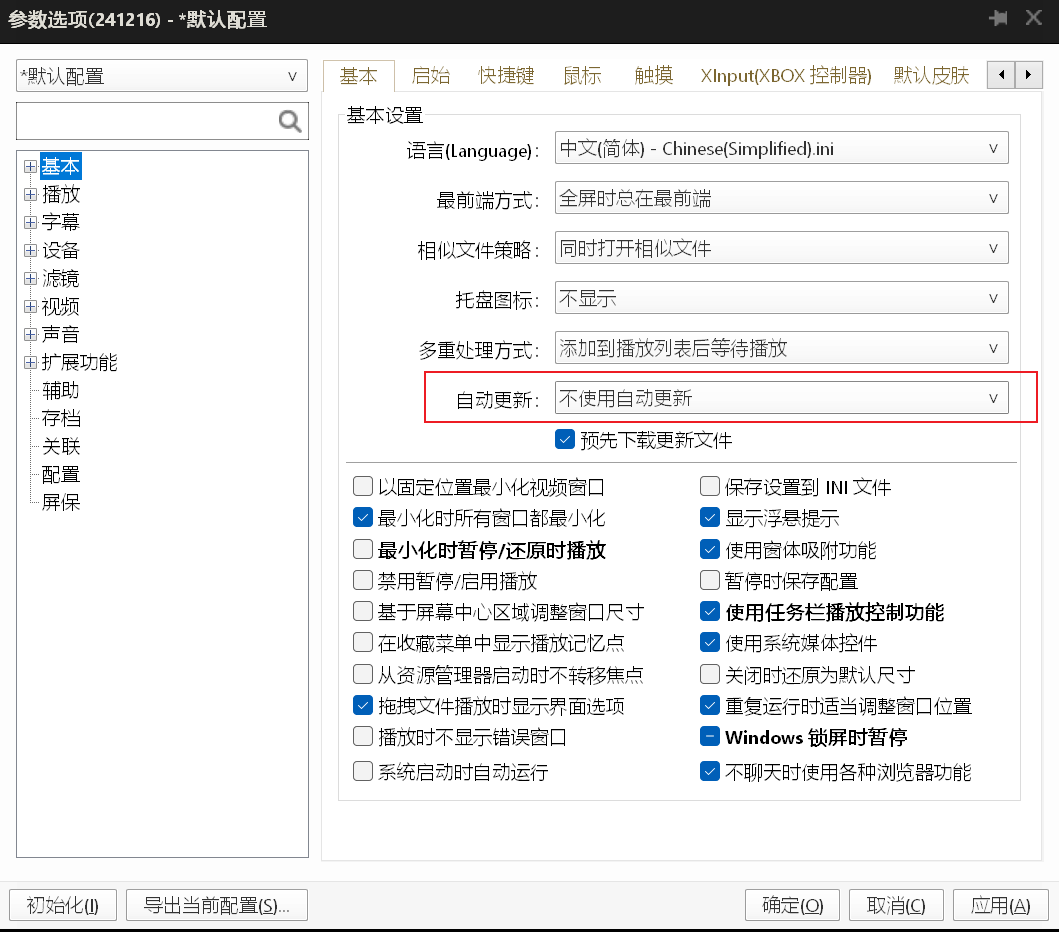 参数选项(241216) - *默认配置
*默认配置
基本 启始 快捷键 鼠标 触摸 XInput(XBOX 控制器) 默认皮肤
基本
播放
字幕
设备
滤镜
视频
声音
扩展功能
辅助
存档
关联
配置
屏保
基本设置
语言(Language): 中文(简体) - Chinese(Simplified).ini
最前端方式: 全屏时总在最前端
相似文件策略: 同时打开相似文件
托盘图标: 不显示
多重处理方式: 添加到播放列表后等待播放
自动更新: 不使用自动更新
预先下载更新文件
以固定位置最小化视频窗口 保存设置到 INI 文件
最小化时所有窗口都最小化 显示浮悬提示
最小化时暂停/还原时播放 使用窗体吸附功能
禁用暂停/启用播放 暂停时保存配置
基于屏幕中心区域调整窗口尺寸 使用任务栏播放控制功能
在收藏菜单中显示播放记忆点 使用系统媒体控件
从资源管理器启动时不转移焦点 关闭时还原为默认尺寸
拖拽文件播放时显示界面选项 重复运行时适当调整窗口位置
播放时不显示错误窗口 Windows 锁屏时暂停
系统启动时自动运行 不聊天时使用各种浏览器功能
初始化(I) 导出当前配置(S)... 确定(O) 取消(C) 应用(A)